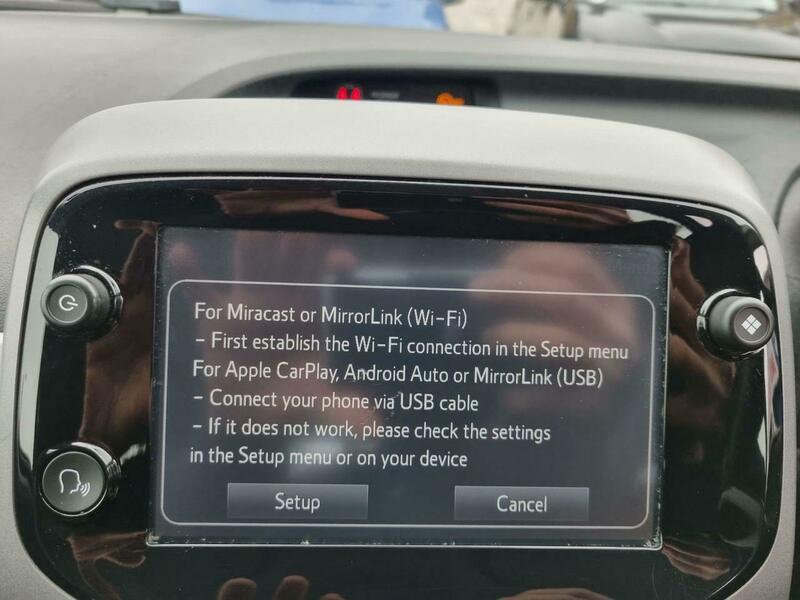 For Miracast or MirrorLink (Wi-Fi)
- First establish the Wi-Fi connection in the Setup menu
For Apple CarPlay, Android Auto or MirrorLink (USB)
- Connect your phone via USB cable
- If it does not work, please check the settings
in the Setup menu or on your device
Setup
Cancel